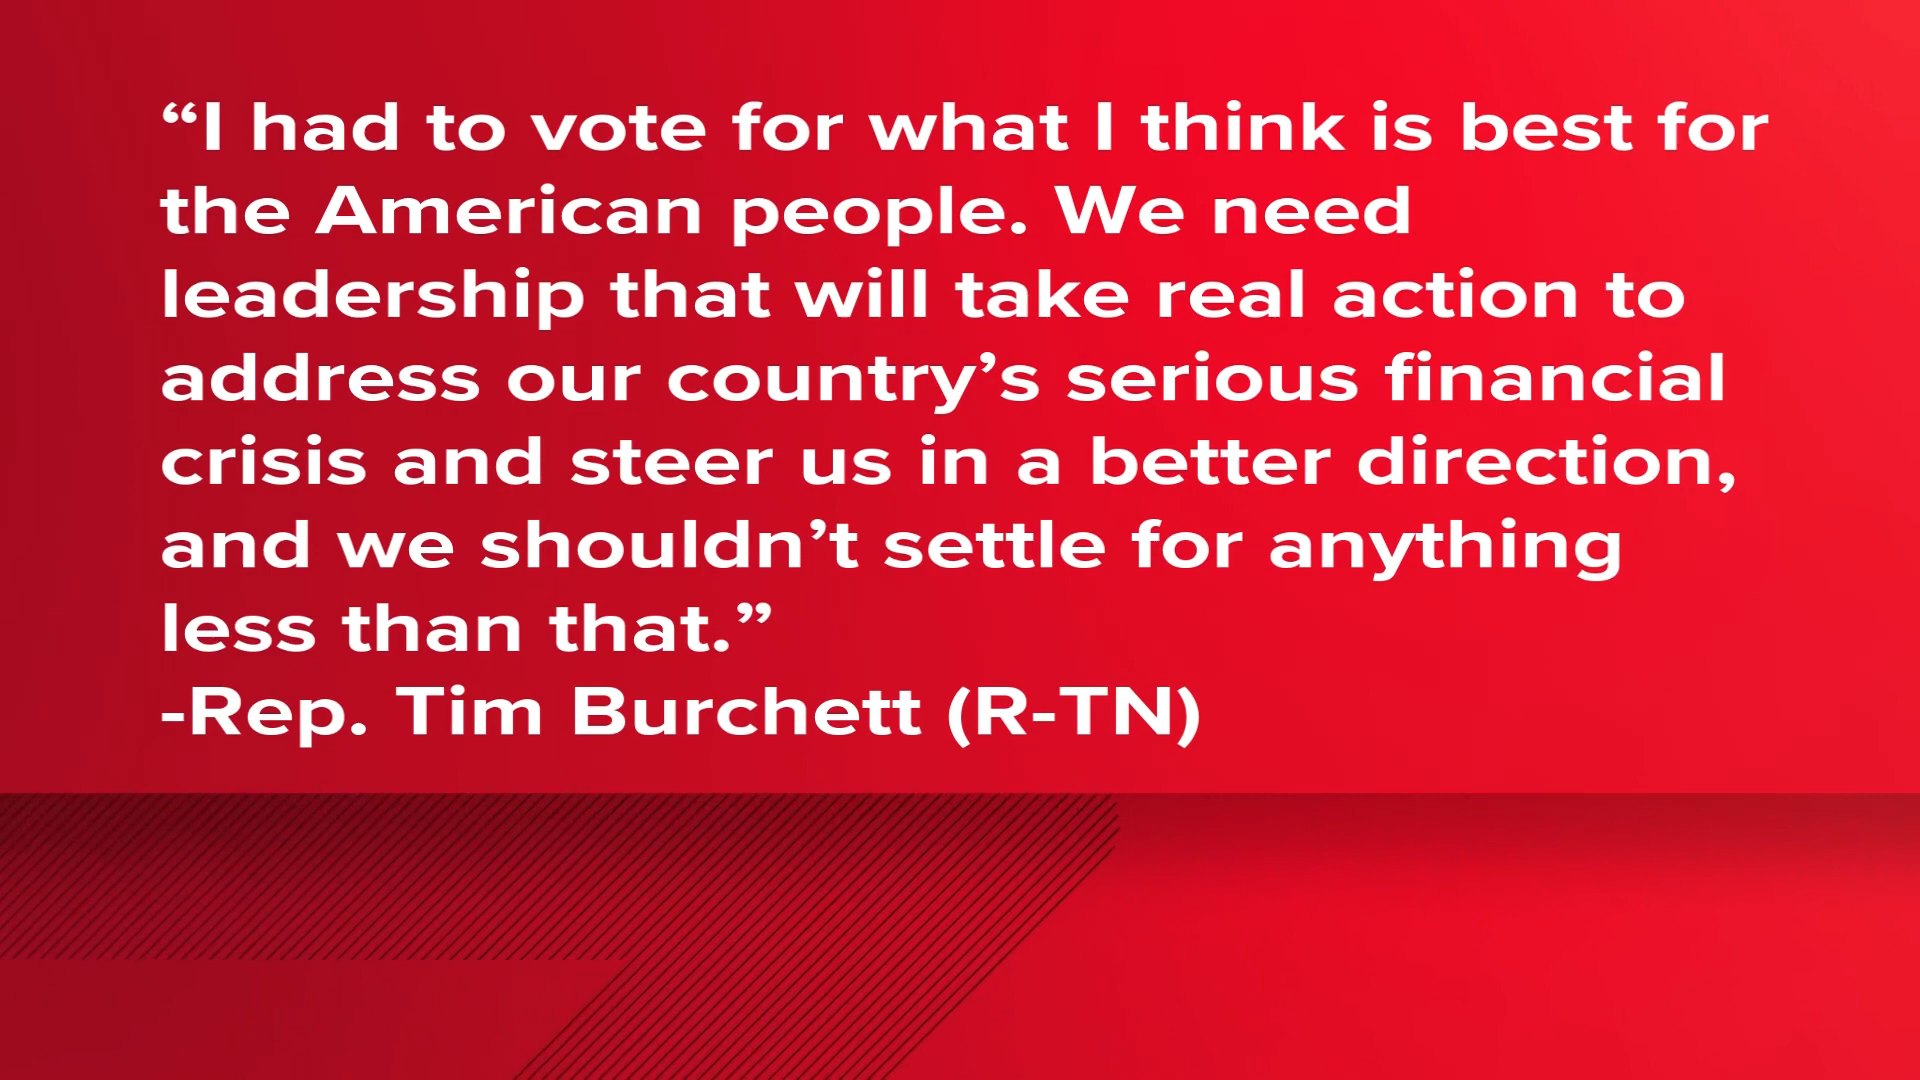 “I had to vote for what I think is best for
the American people. We need
leadership that will take real action to
address our country’s serious financial
crisis and steer us in a better direction,
and we shouldn’t settle for anything
less than that.”
-Rep. Tim Burchett (R-TN)